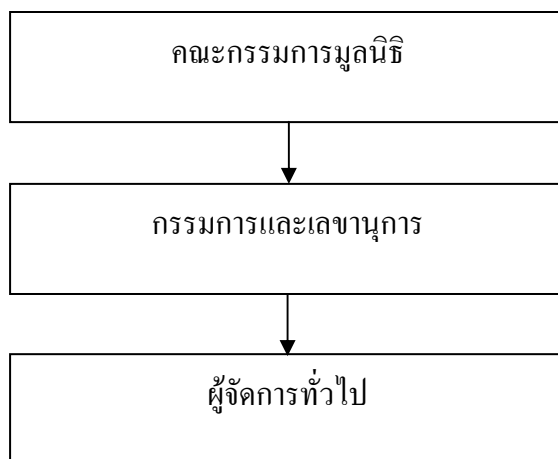 คณะกรรมการมูลนิธิ
กรรมการและเลขานุการ
ผู้จัดการทั่วไป